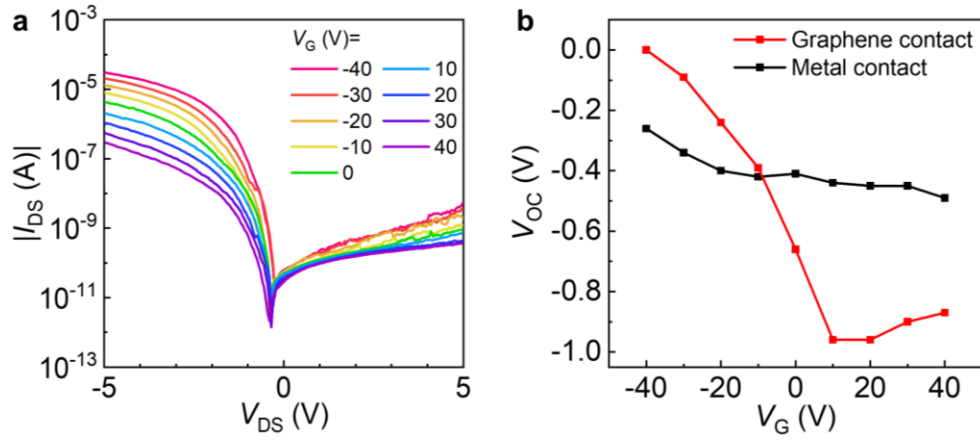 a
10⁻³
10⁻⁵
10⁻⁷
10⁻⁹
10⁻¹¹
10⁻¹³
|I_DS (A)|
V_G (V)=
-40 10
-30 20
-20 30
-10 40
0
-5 0 5
V_DS (V)
b
Graphene contact
Metal contact
0.0
-0.2
-0.4
-0.6
-0.8
-1.0
V_OC (V)
-40 -20 0 20 40
V_G (V)